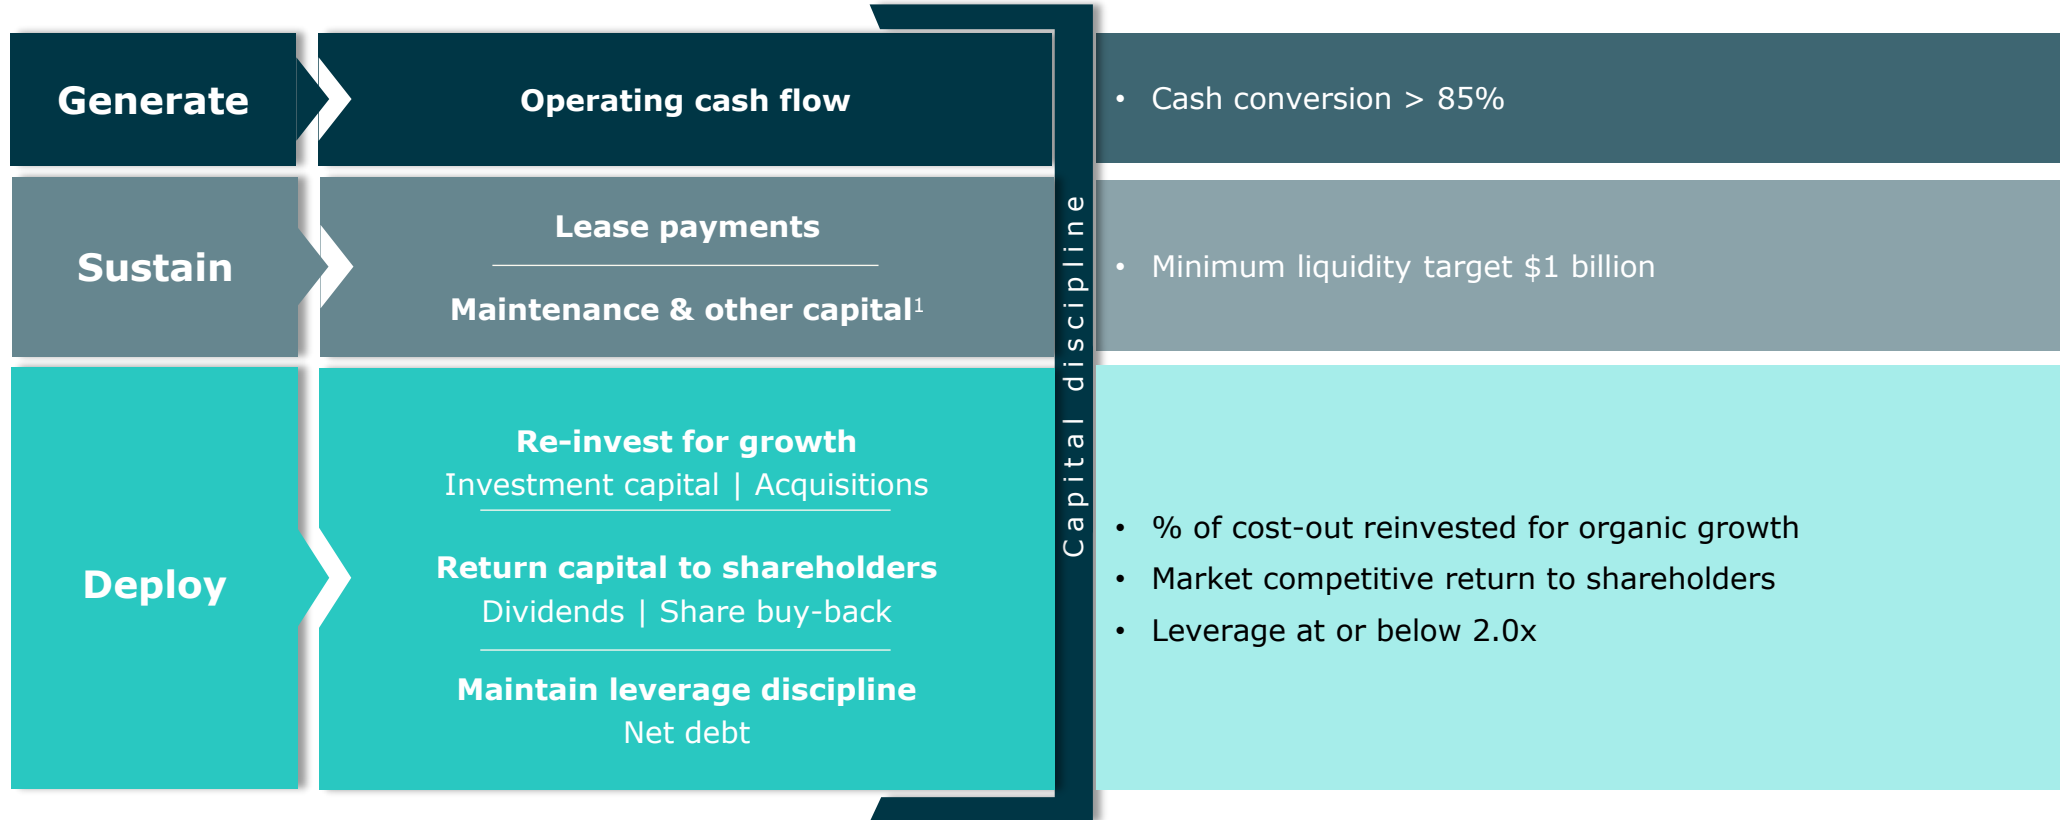 Generate
Operating cash flow
• Cash conversion > 85%
Sustain
Lease payments
Maintenance & other capital¹
• Minimum liquidity target $1 billion
Capital discipline
Deploy
Re-invest for growth
Investment capital | Acquisitions
Return capital to shareholders
Dividends | Share buy-back
Maintain leverage discipline
Net debt
• % of cost-out reinvested for organic growth
• Market competitive return to shareholders
• Leverage at or below 2.0x